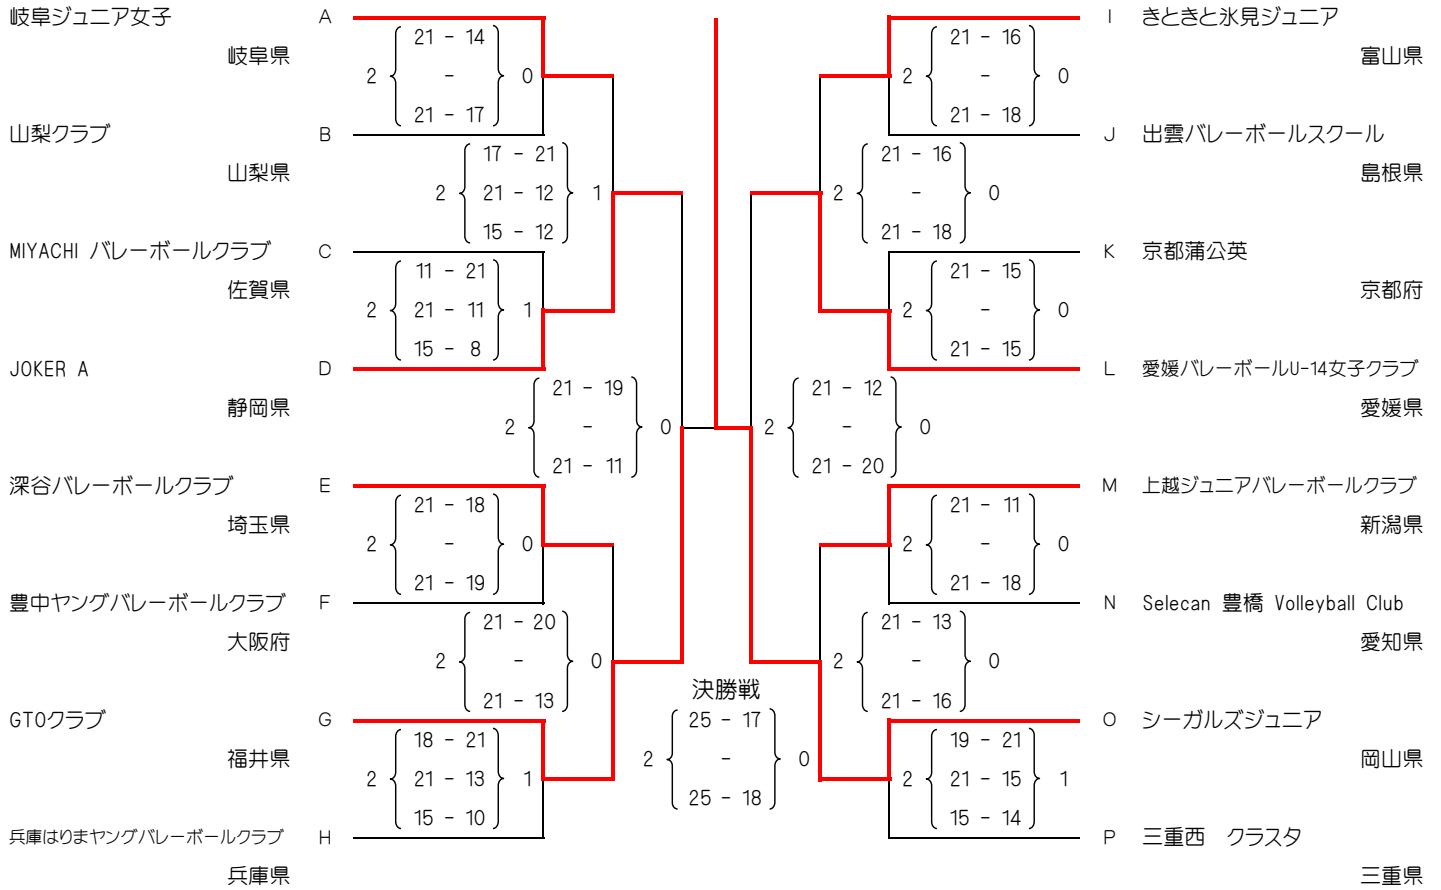 岐阜ジュニア女子 A
岐阜県
山梨クラブ B
山梨県
MIYACHI バレーボールクラブ C
佐賀県
JOKER A D
静岡県
深谷バレーボールクラブ E
埼玉県
豊中ヤングバレーボールクラブ F
大阪府
GTOクラブ G
福井県
兵庫はりまヤングバレーボールクラブ H
兵庫県
21 - 14
2 - 0
21 - 17
17 - 21
2 21 - 12 1
15 - 12
11 - 21
2 21 - 11 1
15 - 8
21 - 19
2 - 0
21 - 11
21 - 18
2 - 0
21 - 19
21 - 20
2 - 0
21 - 13
18 - 21
2 21 - 13 1
15 - 10
決勝戦
25 - 17
2 - 0
25 - 18
21 - 16
2 - 0
21 - 18
21 - 16
2 - 0
21 - 18
21 - 15
2 - 0
21 - 15
21 - 12
2 - 0
21 - 20
21 - 11
2 - 0
21 - 18
21 - 13
2 - 0
21 - 16
19 - 21
2 21 - 15 1
15 - 14
I きときと氷見ジュニア
富山県
J 出雲バレーボールスクール
島根県
K 京都蒲公英
京都府
L 愛媛バレーボールU-14女子クラブ
愛媛県
M 上越ジュニアバレーボールクラブ
新潟県
N Selecan 豊橋 Volleyball Club
愛知県
O シーガルズジュニア
岡山県
P 三重西 クラスタ
三重県